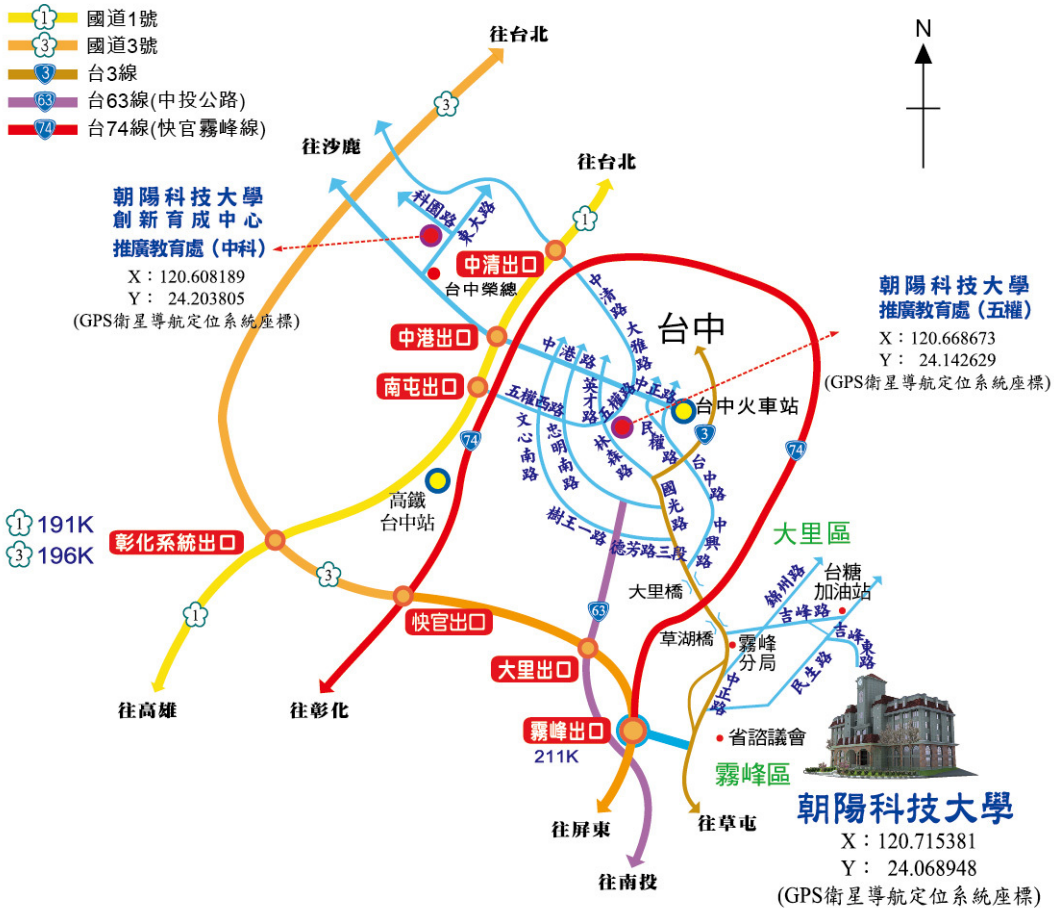 1 國道1號
3 國道3號
3 台3線
63 台63線(中投公路)
74 台74線(快官霧峰線)
N
往台北
3
往沙鹿
往台北
1
朝陽科技大學
創新育成中心
推廣教育處(中科)
X：120.608189
Y： 24.203805
(GPS衛星導航定位系統座標)
科園路
東大路
台中榮總
中清出口
中清路
大雅路
台中
朝陽科技大學
推廣教育處(五權)
X：120.668673
Y： 24.142629
(GPS衛星導航定位系統座標)
中港出口
中港路
南屯出口
五權西路
英才路
五權路
中正路
台中火車站
文心南路
忠明南路
林森路
民權路
3
台中路
74
74
高鐵
台中站
國光路
中興路
樹王一路
德芳路三段
1 191K
3 196K
彰化系統出口
3
1
快官出口
63
大里橋
大里區
錦州路
台糖
加油站
吉峰路
吉峰東路
草湖橋
霧峰
分局
民生路
中正路
大里出口
往高雄
往彰化
霧峰出口
211K
省諮議會
霧峰區
往屏東
往草屯
往南投
朝陽科技大學
X：120.715381
Y： 24.068948
(GPS衛星導航定位系統座標)